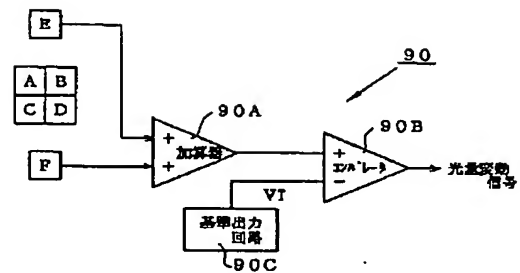 E
90
A B
C D
90A
90B
+
+
加算器
F
+
−
コンパレータ
光量変動
信号
VT
基準出力
回路
90C